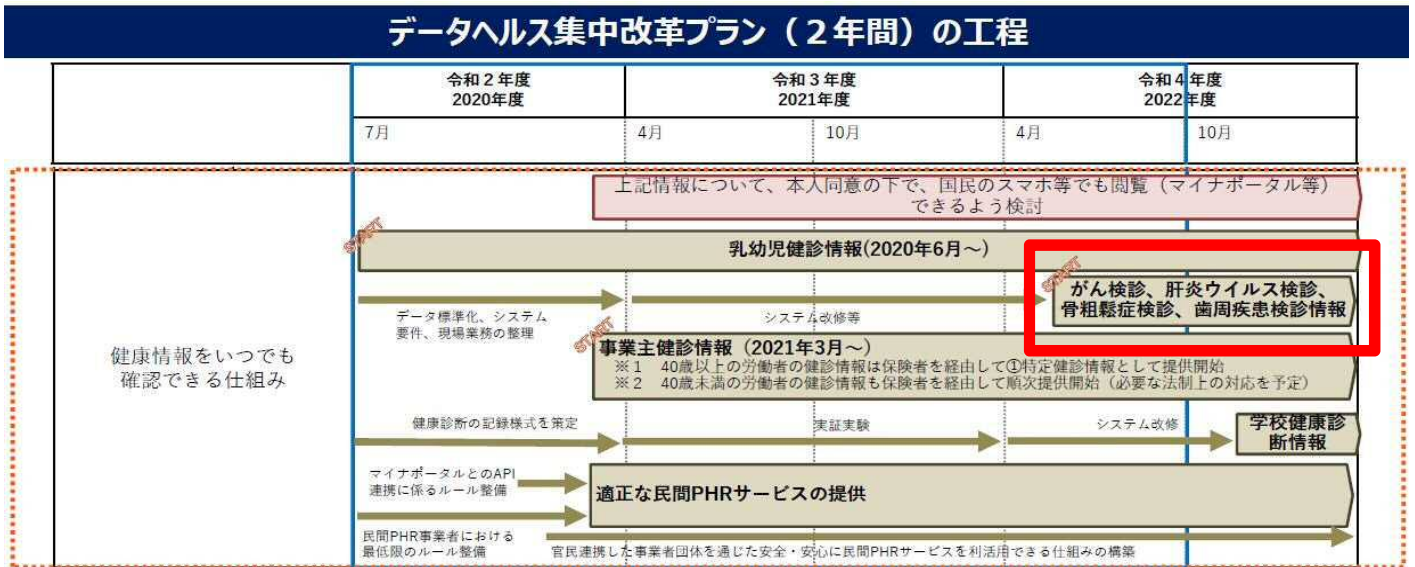 データヘルス集中改革プラン（２年間）の工程
令和２年度
2020年度
令和３年度
2021年度
令和４年度
2022年度
7月
4月
10月
4月
10月
上記情報について、本人同意の下で、国民のスマホ等でも閲覧（マイナポータル等）
できるよう検討
START
乳幼児健診情報(2020年6月～)
START
がん検診、肝炎ウイルス検診、
骨粗鬆症検診、歯周疾患検診情報
データ標準化、システム
要件、現場業務の整理
システム改修等
START
健康情報をいつでも
確認できる仕組み
事業主健診情報（2021年3月～）
※１　40歳以上の労働者の健診情報は保険者を経由して①特定健診情報として提供開始
※２　40歳未満の労働者の健診情報も保険者を経由して順次提供開始（必要な法制上の対応を予定）
健康診断の記録様式を策定
実証実験
システム改修
学校健康診
断情報
マイナポータルとのAPI
連携に係るルール整備
適正な民間PHRサービスの提供
民間PHR事業者における
最低限のルール整備
官民連携した事業者団体を通じた安全・安心に民間PHRサービスを利活用できる仕組みの構築